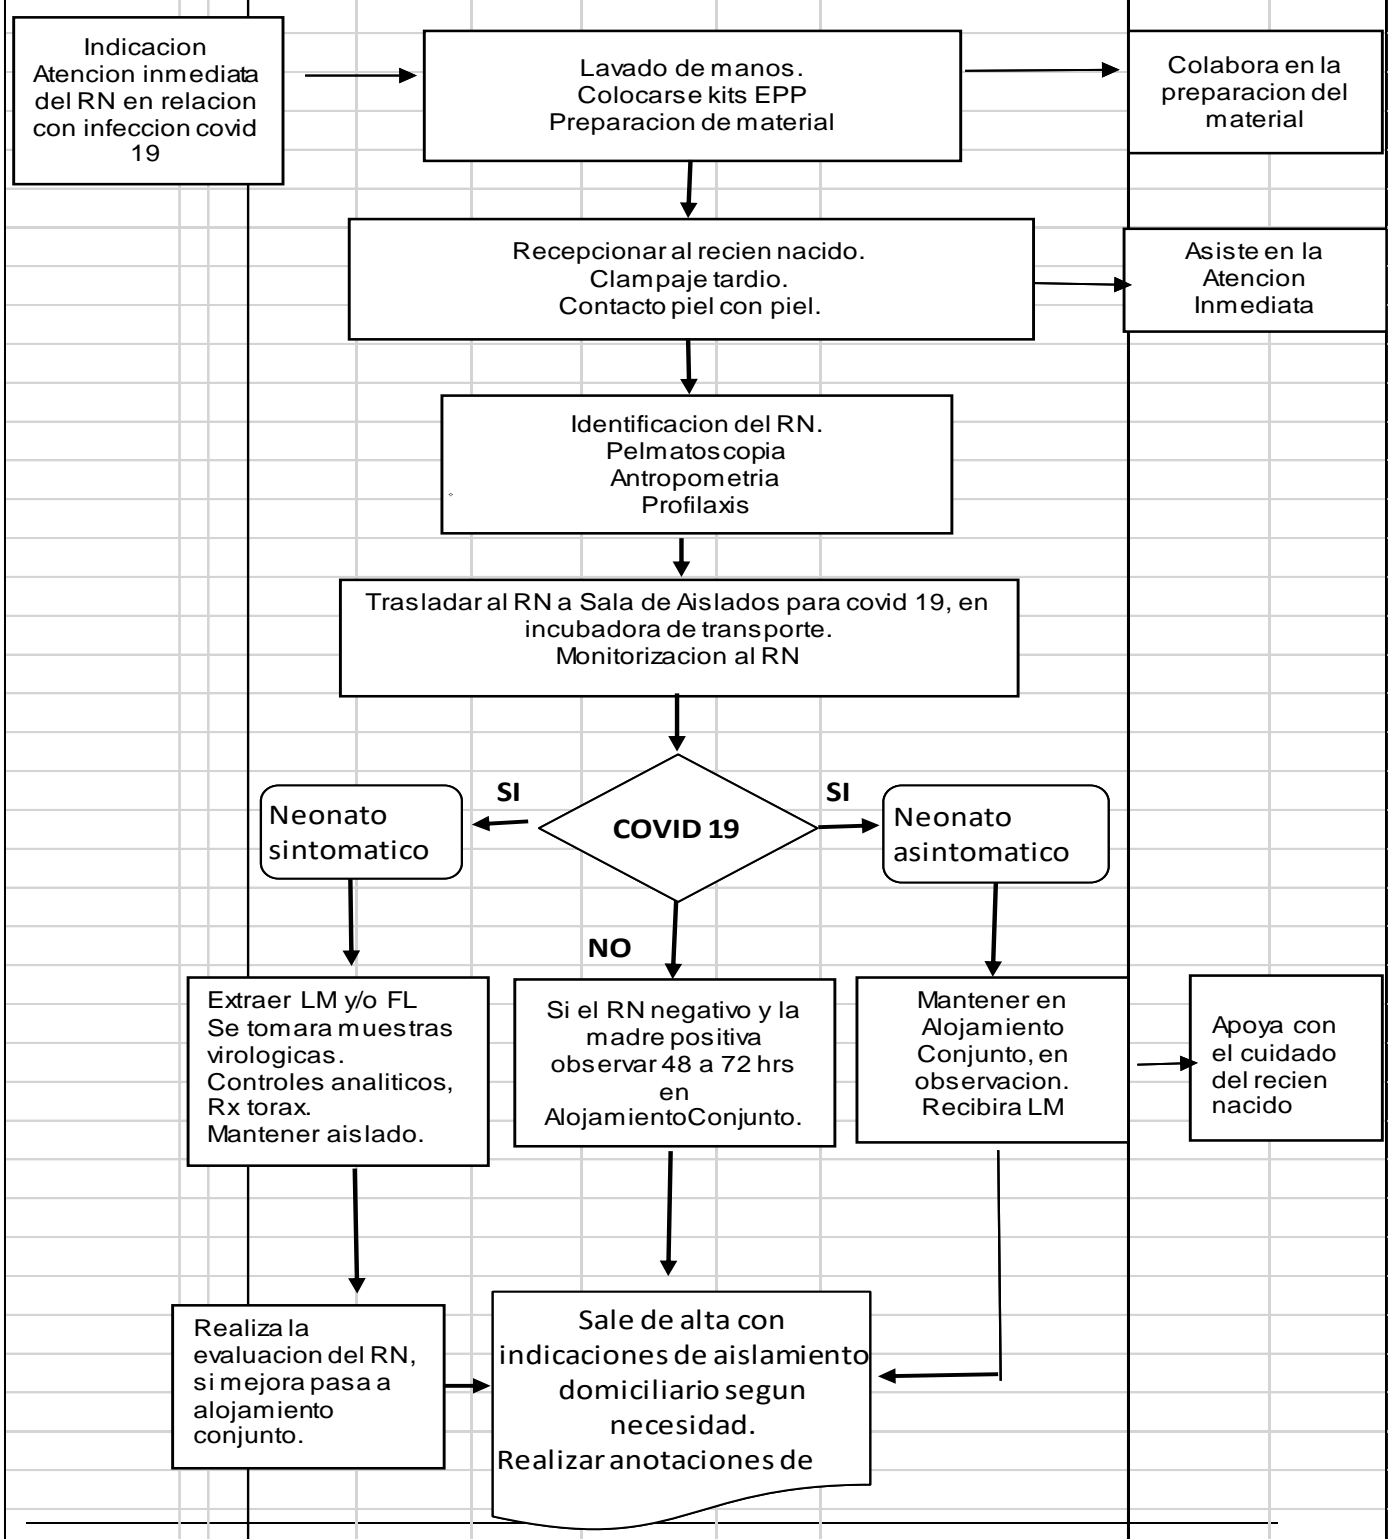 Indicacion
Atencion inmediata
del RN en relacion
con infeccion covid
19
Lavado de manos.
Colocarse kits EPP
Preparacion de material
Colabora en la
preparacion del
material
Recepcionar al recien nacido.
Clampaje tardio.
Contacto piel con piel.
Asiste en la
Atencion
Inmediata
Identificacion del RN.
Pelmatoscopia
Antropometria
Profilaxis
Trasladar al RN a Sala de Aislados para covid 19, en
incubadora de transporte.
Monitorizacion al RN
SI
SI
Neonato
sintomatico
COVID 19
Neonato
asintomatico
NO
Extraer LM y/o FL
Se tomara muestras
virologicas.
Controles analiticos,
Rx torax.
Mantener aislado.
Si el RN negativo y la
madre positiva
observar 48 a 72 hrs
en
AlojamientoConjunto.
Mantener en
Alojamiento
Conjunto, en
observacion.
Recibira LM
Apoya con
el cuidado
del recien
nacido
Realiza la
evaluacion del RN,
si mejora pasa a
alojamiento
conjunto.
Sale de alta con
indicaciones de aislamiento
domiciliario segun
necesidad.
Realizar anotaciones de